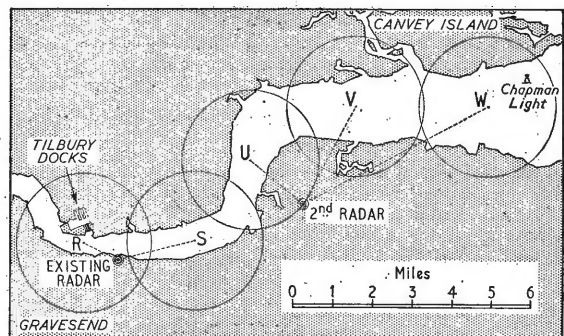 CANVEY ISLAND
V
W
Chapman
Light
TILBURY
DOCKS
U
2nd RADAR
R
S
EXISTING
RADAR
Miles
0 1 2 3 4 5 6
GRAVESEND